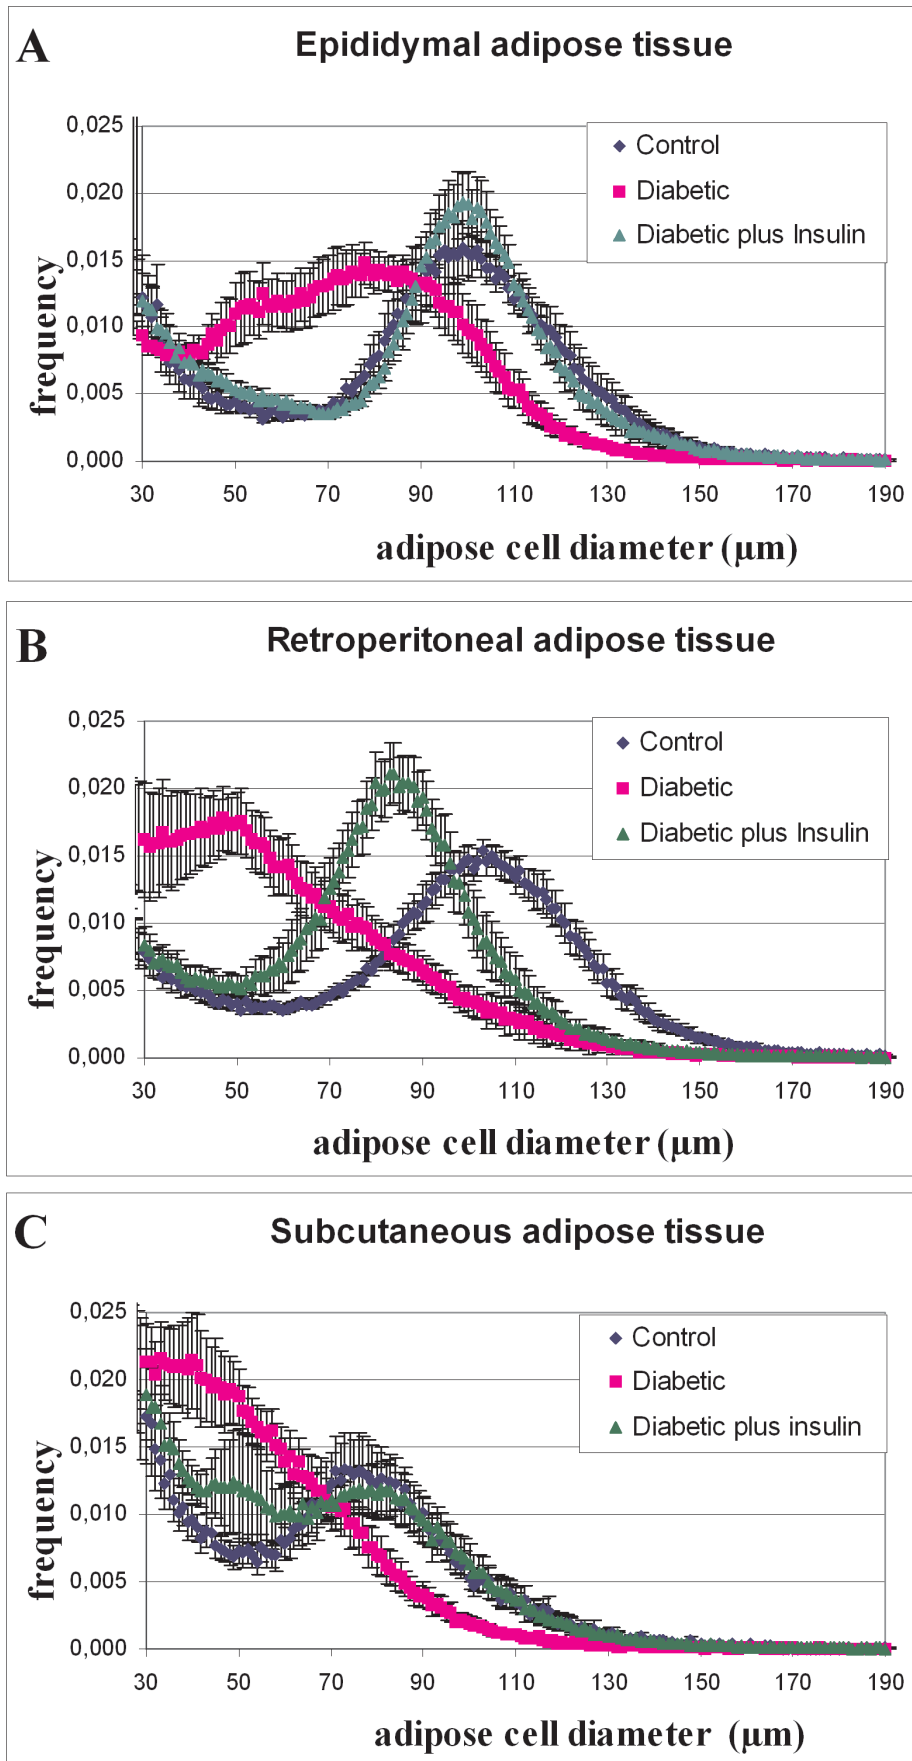 A
Epididymal adipose tissue
0,025
0,020
0,015
0,010
0,005
0,000
frequency
Control
Diabetic
Diabetic plus Insulin
30 50 70 90 110 130 150 170 190
adipose cell diameter (µm)
B
Retroperitoneal adipose tissue
0,025
0,020
0,015
0,010
0,005
0,000
frequency
Control
Diabetic
Diabetic plus Insulin
30 50 70 90 110 130 150 170 190
adipose cell diameter (µm)
C
Subcutaneous adipose tissue
0,025
0,020
0,015
0,010
0,005
0,000
frequency
Control
Diabetic
Diabetic plus insulin
30 50 70 90 110 130 150 170 190
adipose cell diameter (µm)